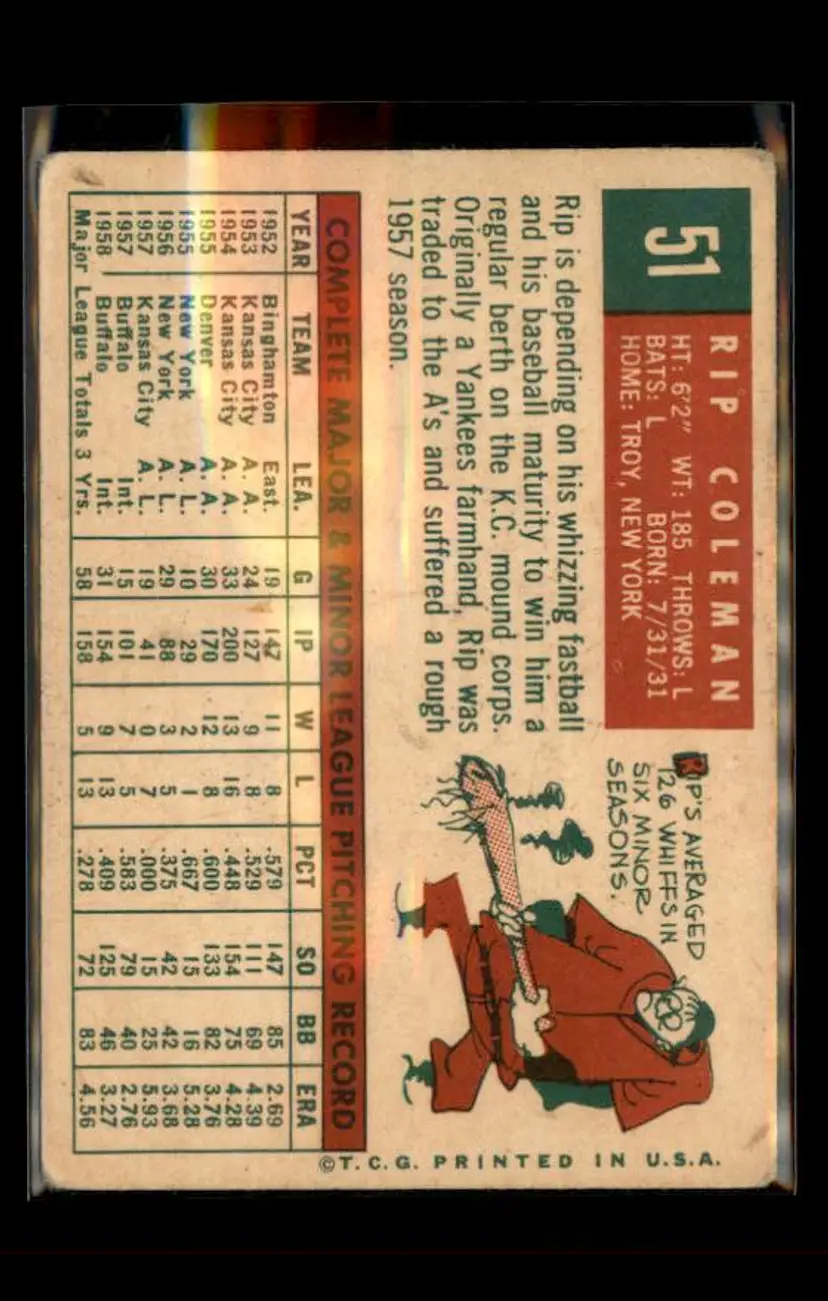 51
RIP COLEMAN
HT: 6'2" WT: 185 THROWS: L
BATS: L BORN: 7/31/31
HOME: TROY, NEW YORK
Rip is depending on his whizzing fastball
and his baseball maturity to win him a
regular berth on the K.C. mound corps.
Originally a Yankees farmhand, Rip was
traded to the A's and suffered a rough
1957 season.
RIP'S AVERAGED
126 WHIFFS IN
SIX MINOR
SEASONS.
COMPLETE MAJOR & MINOR LEAGUE PITCHING RECORD
YEAR TEAM LEA. G IP W L PCT SO BB ERA
1952 Binghamton East. 19 147 11 8 .579 147 85 2.69
1953 Kansas City A. A. 24 127 9 8 .529 111 69 4.39
1954 Kansas City A. A. 33 200 13 16 .448 154 75 4.28
1955 Denver A. A. 30 170 12 8 .600 133 82 3.76
1955 New York A. L. 10 29 2 1 .667 15 16 5.28
1956 New York A. L. 29 88 3 5 .375 42 42 3.68
1957 Kansas City A. L. 19 41 0 7 .000 15 25 5.93
1957 Buffalo Int. 15 101 7 5 .583 79 40 2.76
1958 Buffalo Int. 31 154 9 13 .409 125 46 3.27
Major League Totals 3 Yrs. 58 158 5 13 .278 72 83 4.56
©T.C.G. PRINTED IN U.S.A.